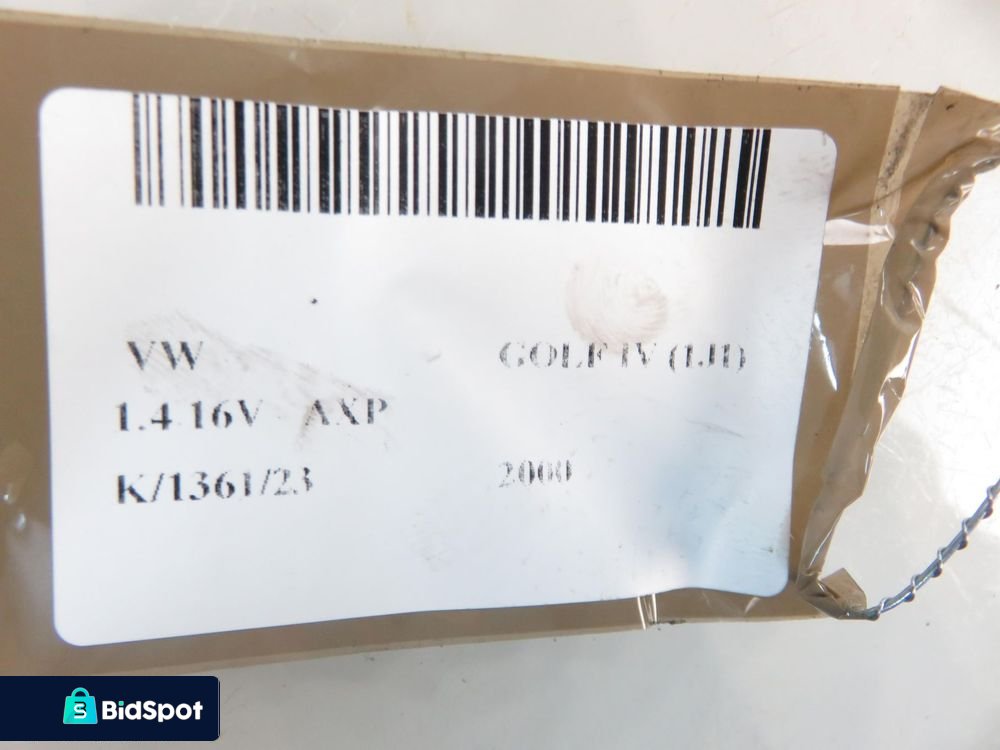 VW GOLF IV (1J1)
1.4 16V AXP
K/1361/23 2000
BidSpot